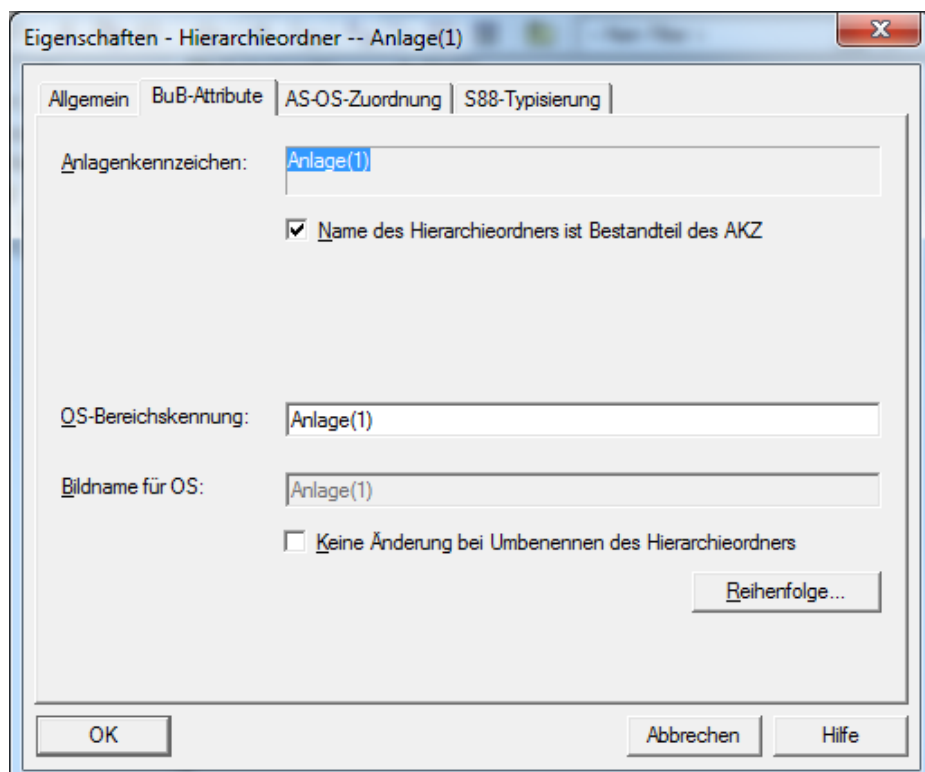 Eigenschaften - Hierarchieordner -- Anlage(1)
Allgemein BuB-Attribute AS-OS-Zuordnung S88-Typisierung
Anlagenkennzeichen: Anlage(1)
Name des Hierarchieordners ist Bestandteil des AKZ
OS-Bereichskennung: Anlage(1)
Bildname für OS: Anlage(1)
Keine Änderung bei Umbenennen des Hierarchieordners
Reihenfolge...
OK Abbrechen Hilfe